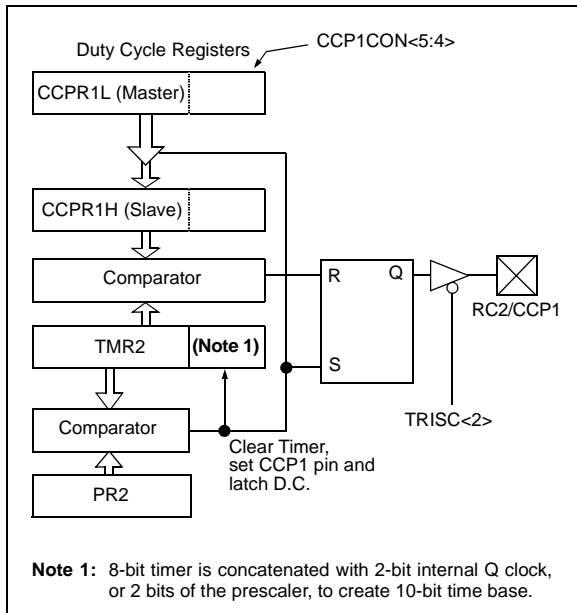 Duty Cycle Registers
CCP1CON<5:4>
CCPR1L (Master)
CCPR1H (Slave)
Comparator
R
Q
RC2/CCP1
TMR2
(Note 1)
S
TRISC<2>
Comparator
Clear Timer,
set CCP1 pin and
latch D.C.
PR2
Note 1: 8-bit timer is concatenated with 2-bit internal Q clock,
or 2 bits of the prescaler, to create 10-bit time base.